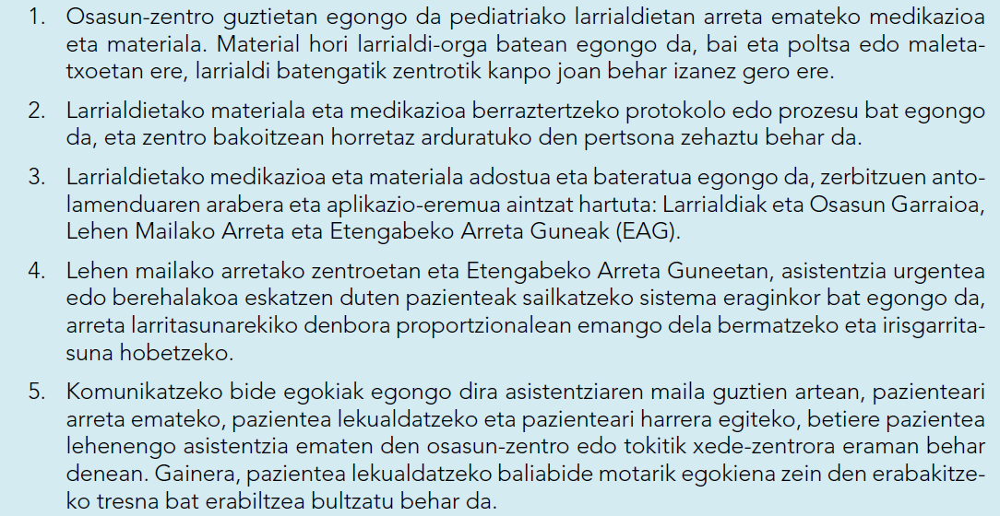 1. Osasun-zentro guztietan egongo da pediatriako larrialdietan arreta emateko medikazioa
eta materiala. Material hori larrialdi-orga batean egongo da, bai eta poltsa edo maleta-
txoetan ere, larrialdi batengatik zentrotik kanpo joan behar izanez gero ere.
2. Larrialdietako materiala eta medikazioa berraztertzeko protokolo edo prozesu bat egongo
da, eta zentro bakoitzean horretaz arduratuko den pertsona zehaztu behar da.
3. Larrialdietako medikazioa eta materiala adostua eta bateratua egongo da, zerbitzuen anto-
lamenduaren arabera eta aplikazio-eremua aintzat hartuta: Larrialdiak eta Osasun Garraioa,
Lehen Mailako Arreta eta Etengabeko Arreta Guneak (EAG).
4. Lehen mailako arretako zentroetan eta Etengabeko Arreta Guneetan, asistentzia urgentea
edo berehalakoa eskatzen duten pazienteak sailkatzeko sistema eraginkor bat egongo da,
arreta larritasunarekiko denbora proportzionalean emango dela bermatzeko eta irisgarrita-
suna hobetzeko.
5. Komunikatzeko bide egokiak egongo dira asistentziaren maila guztien artean, pazienteari
arreta emateko, pazientea lekualdatzeko eta pazienteari harrera egiteko, betiere pazientea
lehenengo asistentzia ematen den osasun-zentro edo tokitik xede-zentrora eraman behar
denean. Gainera, pazientea lekualdatzeko baliabide motarik egokiena zein den erabakitze-
ko tresna bat erabiltzea bultzatu behar da.